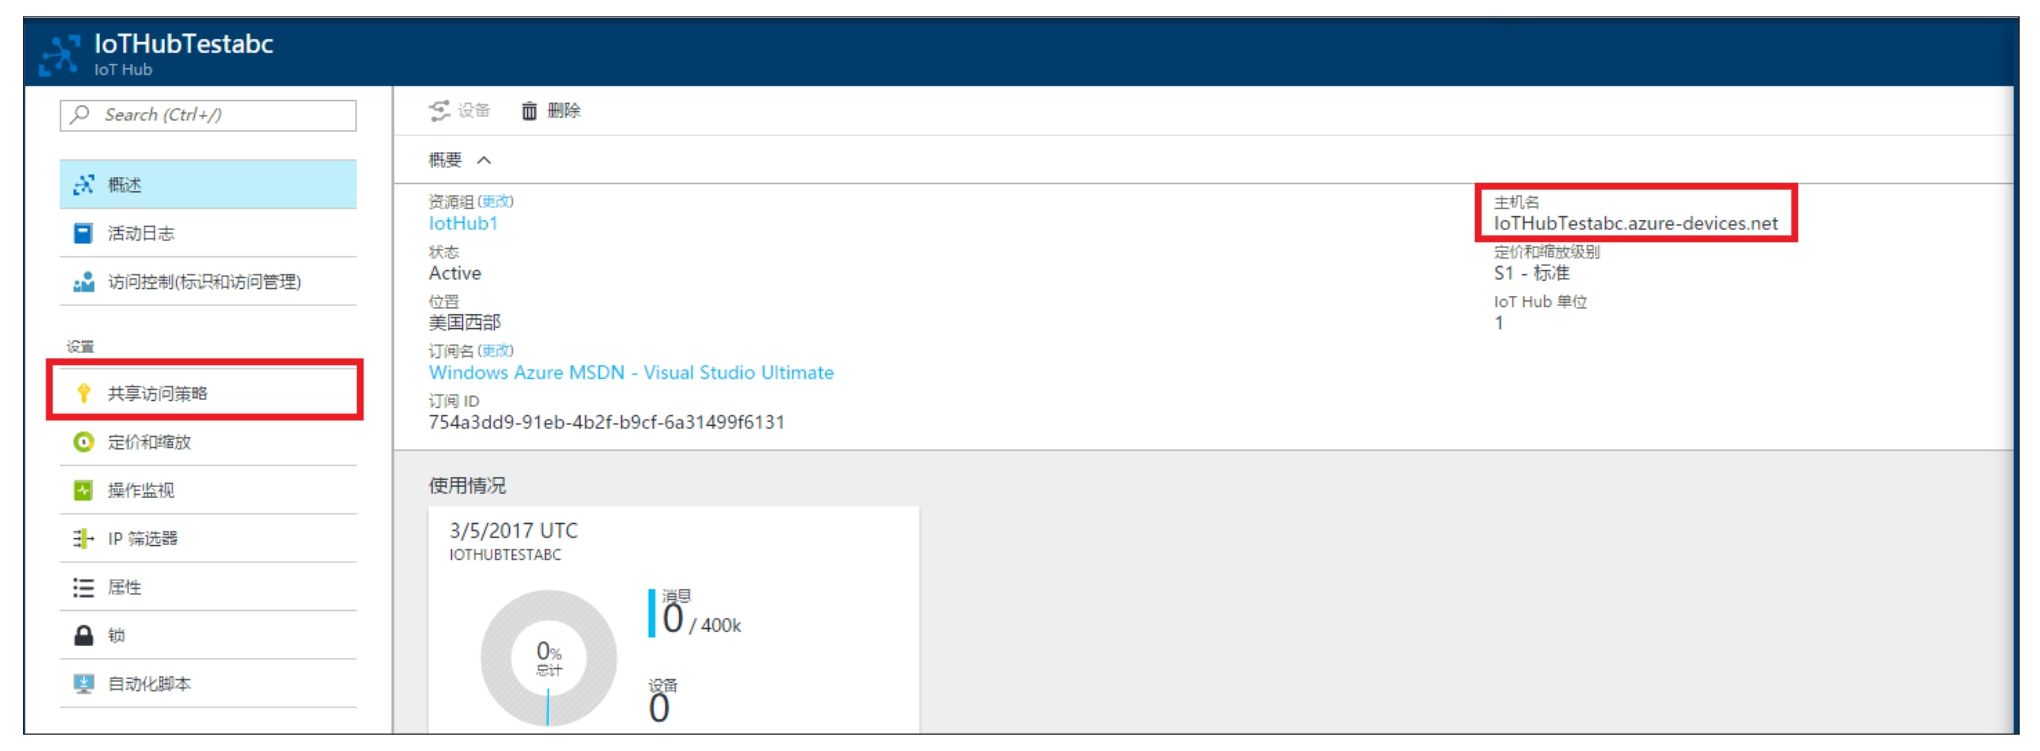 IoTHubTestabc
IoT Hub
Search (Ctrl+/)
概述
活动日志
访问控制(标识和访问管理)
设置
共享访问策略
定价和缩放
操作监视
IP 筛选器
属性
锁
自动化脚本
设备 删除
概要
资源组 (更改)
IotHub1
状态
Active
位置
美国西部
订阅名 (更改)
Windows Azure MSDN - Visual Studio Ultimate
订阅 ID
754a3dd9-91eb-4b2f-b9cf-6a31499f6131
主机名
IoTHubTestabc.azure-devices.net
定价和缩放级别
S1 - 标准
IoT Hub 单位
1
使用情况
3/5/2017 UTC
IOTHUBTESTABC
0%
总计
消息
0 / 400k
设备
0